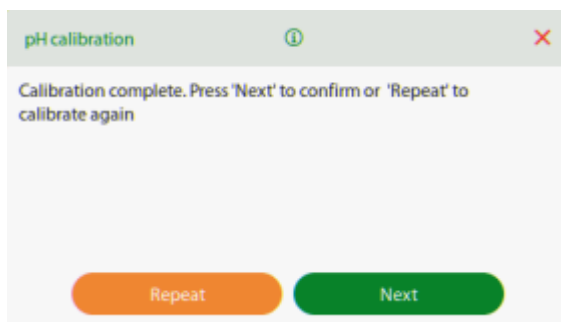 pH calibration
Calibration complete. Press 'Next' to confirm or 'Repeat' to
calibrate again
Repeat
Next